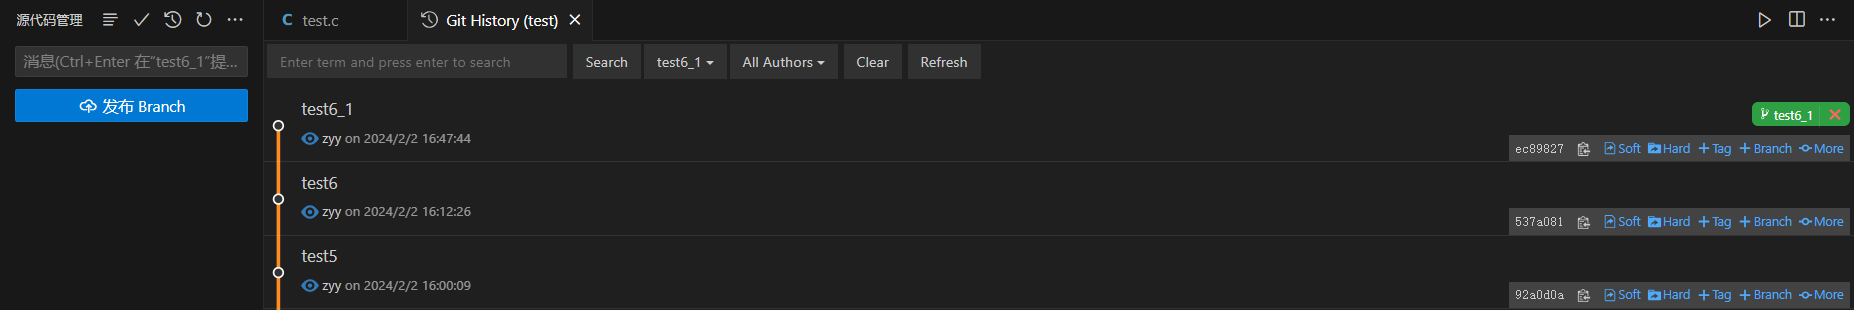 源代码管理
C test.c
Git History (test)
消息(Ctrl+Enter 在"test6_1"提...
发布 Branch
Enter term and press enter to search
Search
test6_1
All Authors
Clear
Refresh
test6_1
test6_1
zyy on 2024/2/2 16:47:44
ec89827 Soft Hard +Tag +Branch More
test6
zyy on 2024/2/2 16:12:26
537a081 Soft Hard +Tag +Branch More
test5
zyy on 2024/2/2 16:00:09
92a0d0a Soft Hard +Tag +Branch More